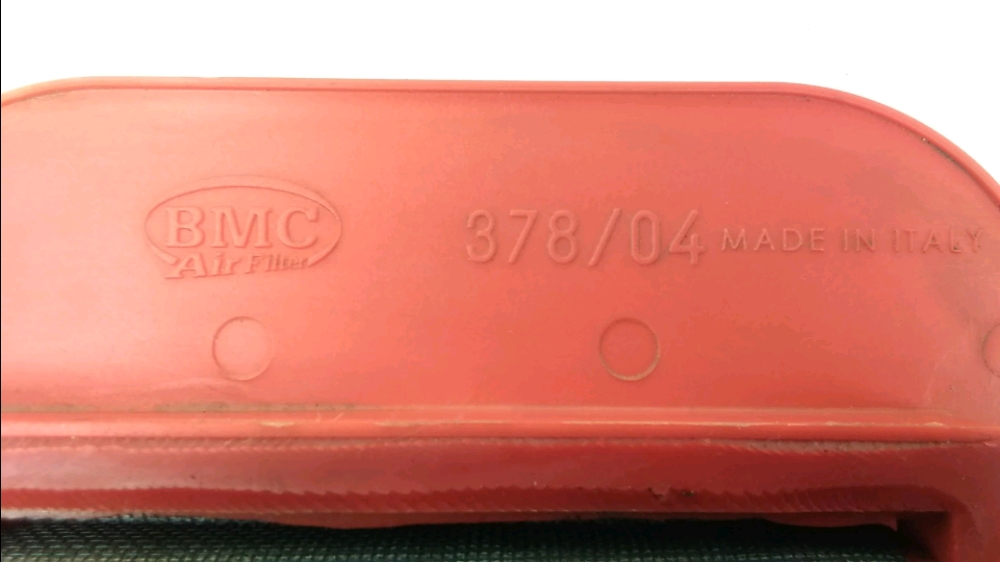 BMC
Air Filter
378/04 MADE IN ITALY